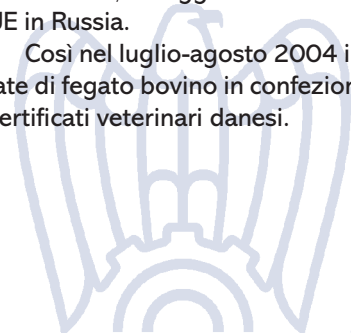 UE in Russia.
Così nel luglio-agosto 2004 i
ate di fegato bovino in confezion
ertificati veterinari danesi.